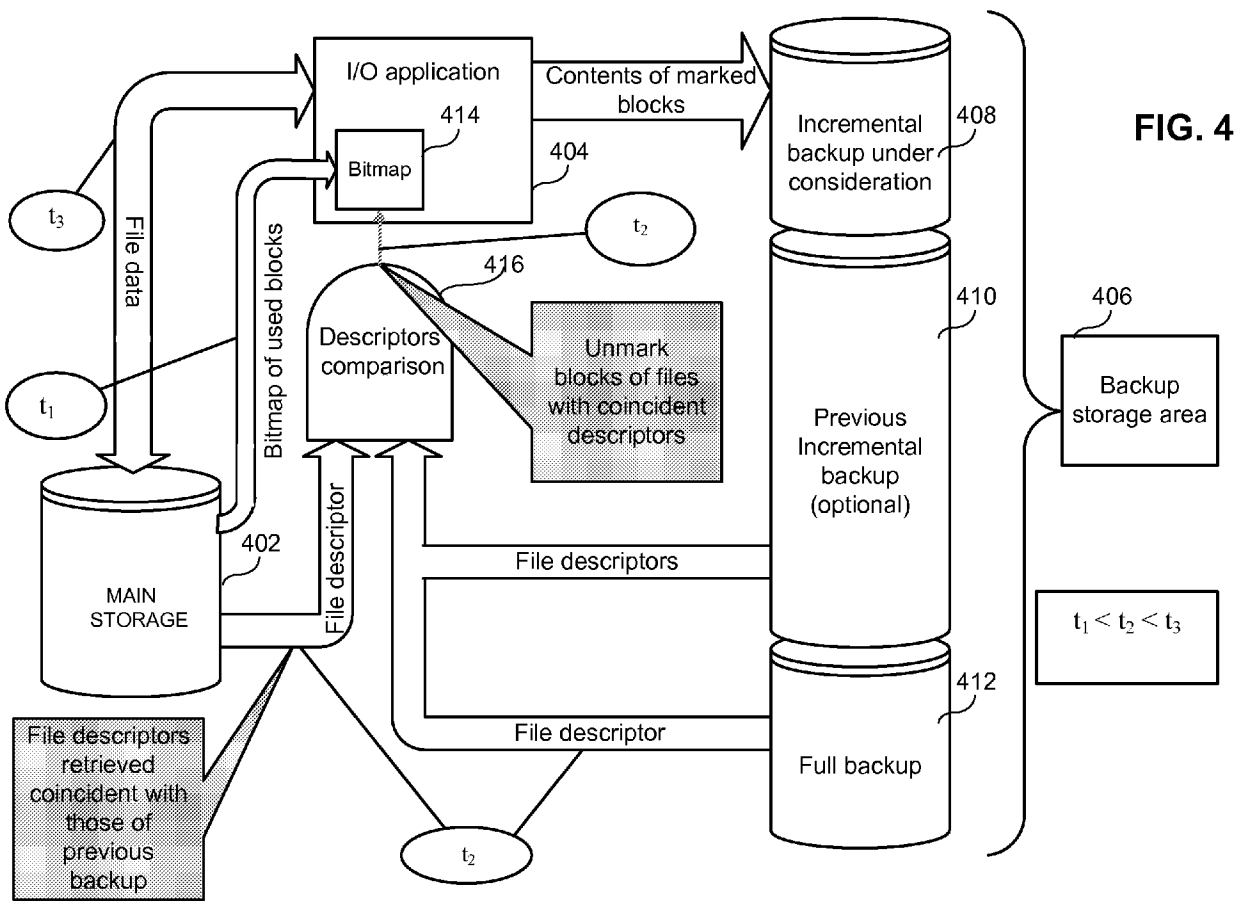 FIG. 4
I/O application
414
Bitmap
404
Contents of marked
blocks
Incremental
backup under
consideration
408
t3
File data
t1
Bitmap of used blocks
t2
416
Descriptors
comparison
Unmark
blocks of files
with coincident
descriptors
410
Previous
Incremental
backup
(optional)
406
Backup
storage area
402
MAIN
STORAGE
File descriptor
File descriptors
t1 < t2 < t3
412
File descriptor
Full backup
File descriptors
retrieved
coincident with
those of
previous
backup
t2